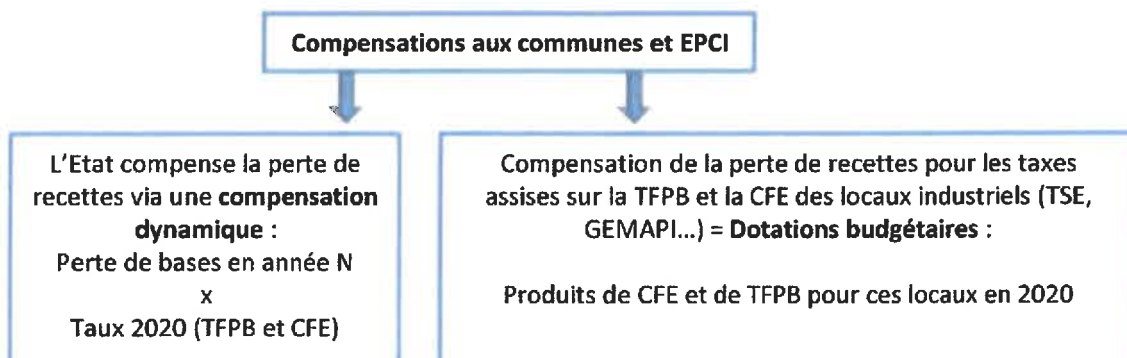 Compensations aux communes et EPCI
L'Etat compense la perte de
recettes via une compensation
dynamique :
Perte de bases en année N
x
Taux 2020 (TFPB et CFE)
Compensation de la perte de recettes pour les taxes
assises sur la TFPB et la CFE des locaux industriels (TSE,
GEMAPI...) = Dotations budgétaires :
Produits de CFE et de TFPB pour ces locaux en 2020